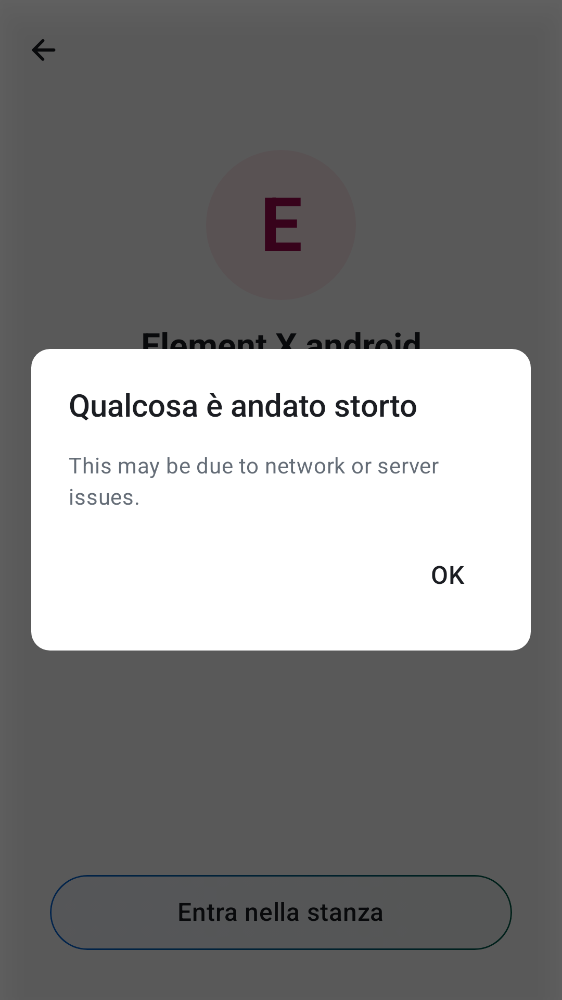 E
Element X android
Qualcosa è andato storto
This may be due to network or server
issues.
OK
Entra nella stanza